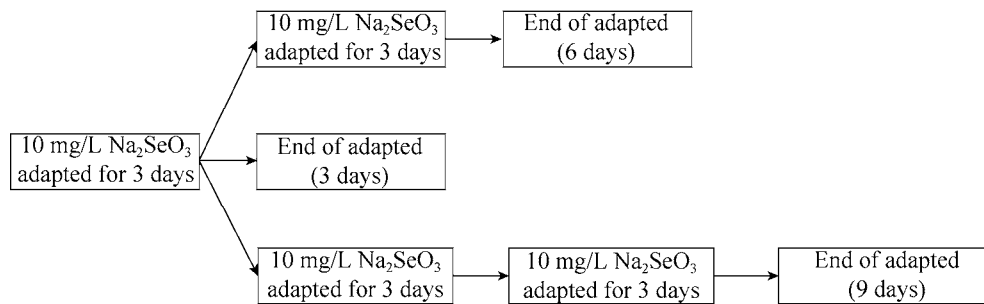 10 mg/L Na₂SeO₃
adapted for 3 days
End of adapted
(6 days)
10 mg/L Na₂SeO₃
adapted for 3 days
End of adapted
(3 days)
10 mg/L Na₂SeO₃
adapted for 3 days
10 mg/L Na₂SeO₃
adapted for 3 days
End of adapted
(9 days)